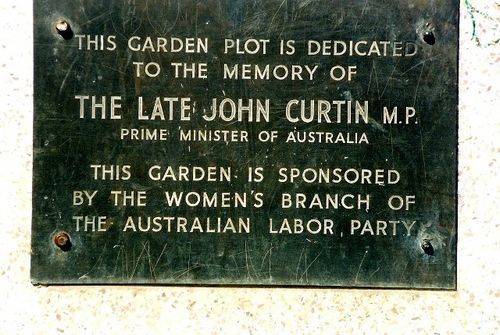 THIS GARDEN PLOT IS DEDICATED
TO THE MEMORY OF
THE LATE JOHN CURTIN M.P.
PRIME MINISTER OF AUSTRALIA
THIS GARDEN IS SPONSORED
BY THE WOMEN'S BRANCH OF
THE AUSTRALIAN LABOR PARTY